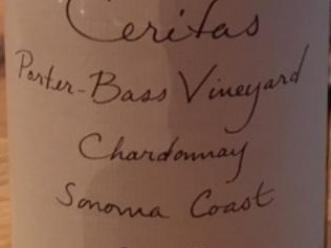 Ceritas
Porter-Bass Vineyard
Chardonnay
Sonoma Coast